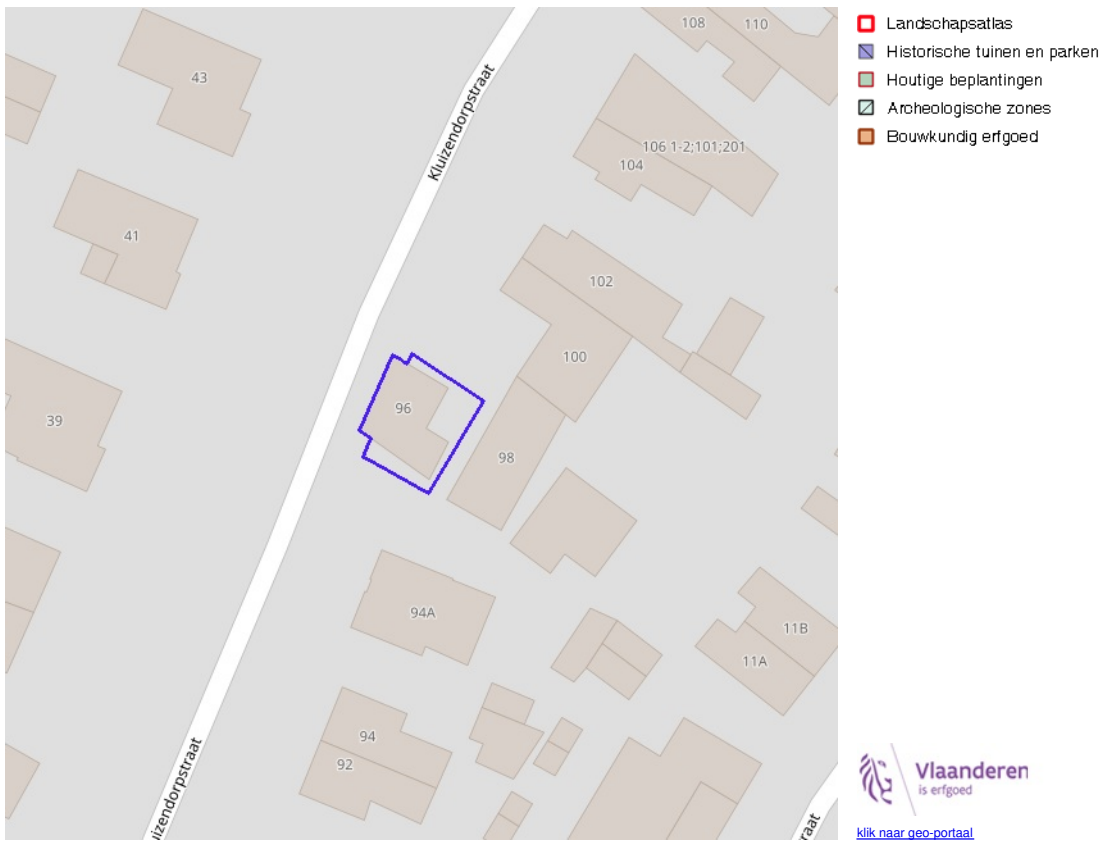 108
110
43
Kluizendorpstraat
106 1-2;101;201
104
41
102
100
96
39
98
94A
11B
11A
94
92
uizendorpstraat
raat
Landschapsatlas
Historische tuinen en parken
Houtige beplantingen
Archeologische zones
Bouwkundig erfgoed
Vlaanderen
is erfgoed
klik naar geo-portaal